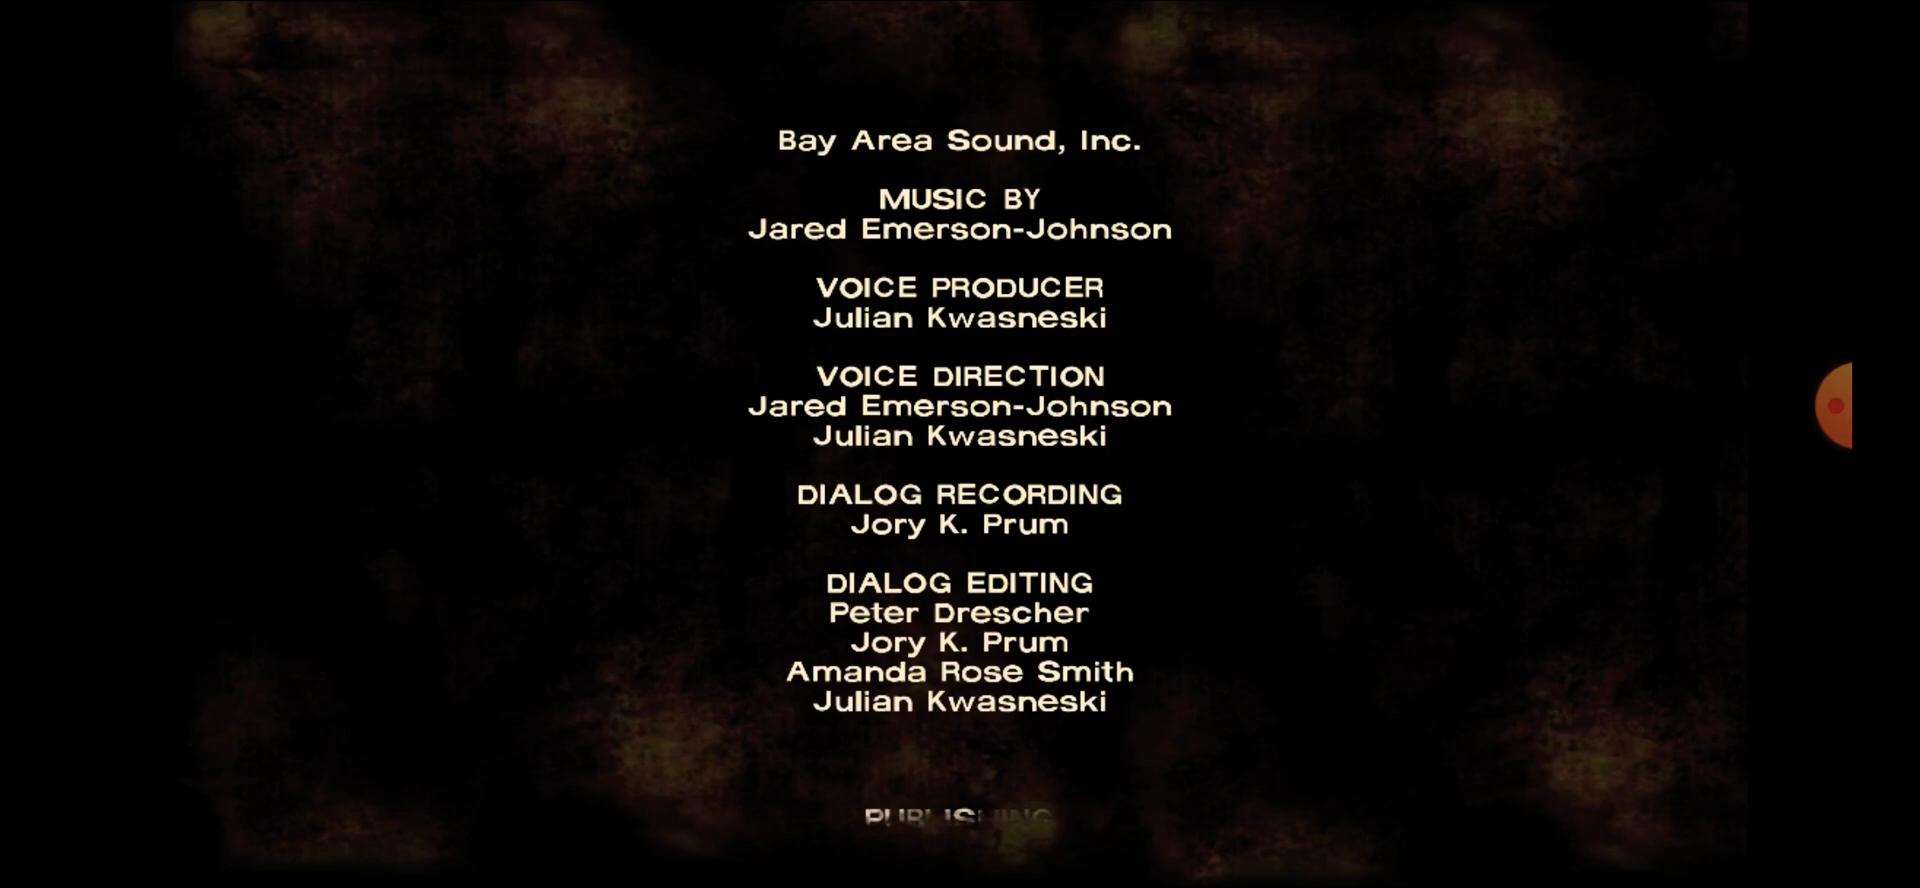 Bay Area Sound, Inc.
MUSIC BY
Jared Emerson-Johnson
VOICE PRODUCER
Julian Kwasneski
VOICE DIRECTION
Jared Emerson-Johnson
Julian Kwasneski
DIALOG RECORDING
Jory K. Prum
DIALOG EDITING
Peter Drescher
Jory K. Prum
Amanda Rose Smith
Julian Kwasneski
PUBLISHING